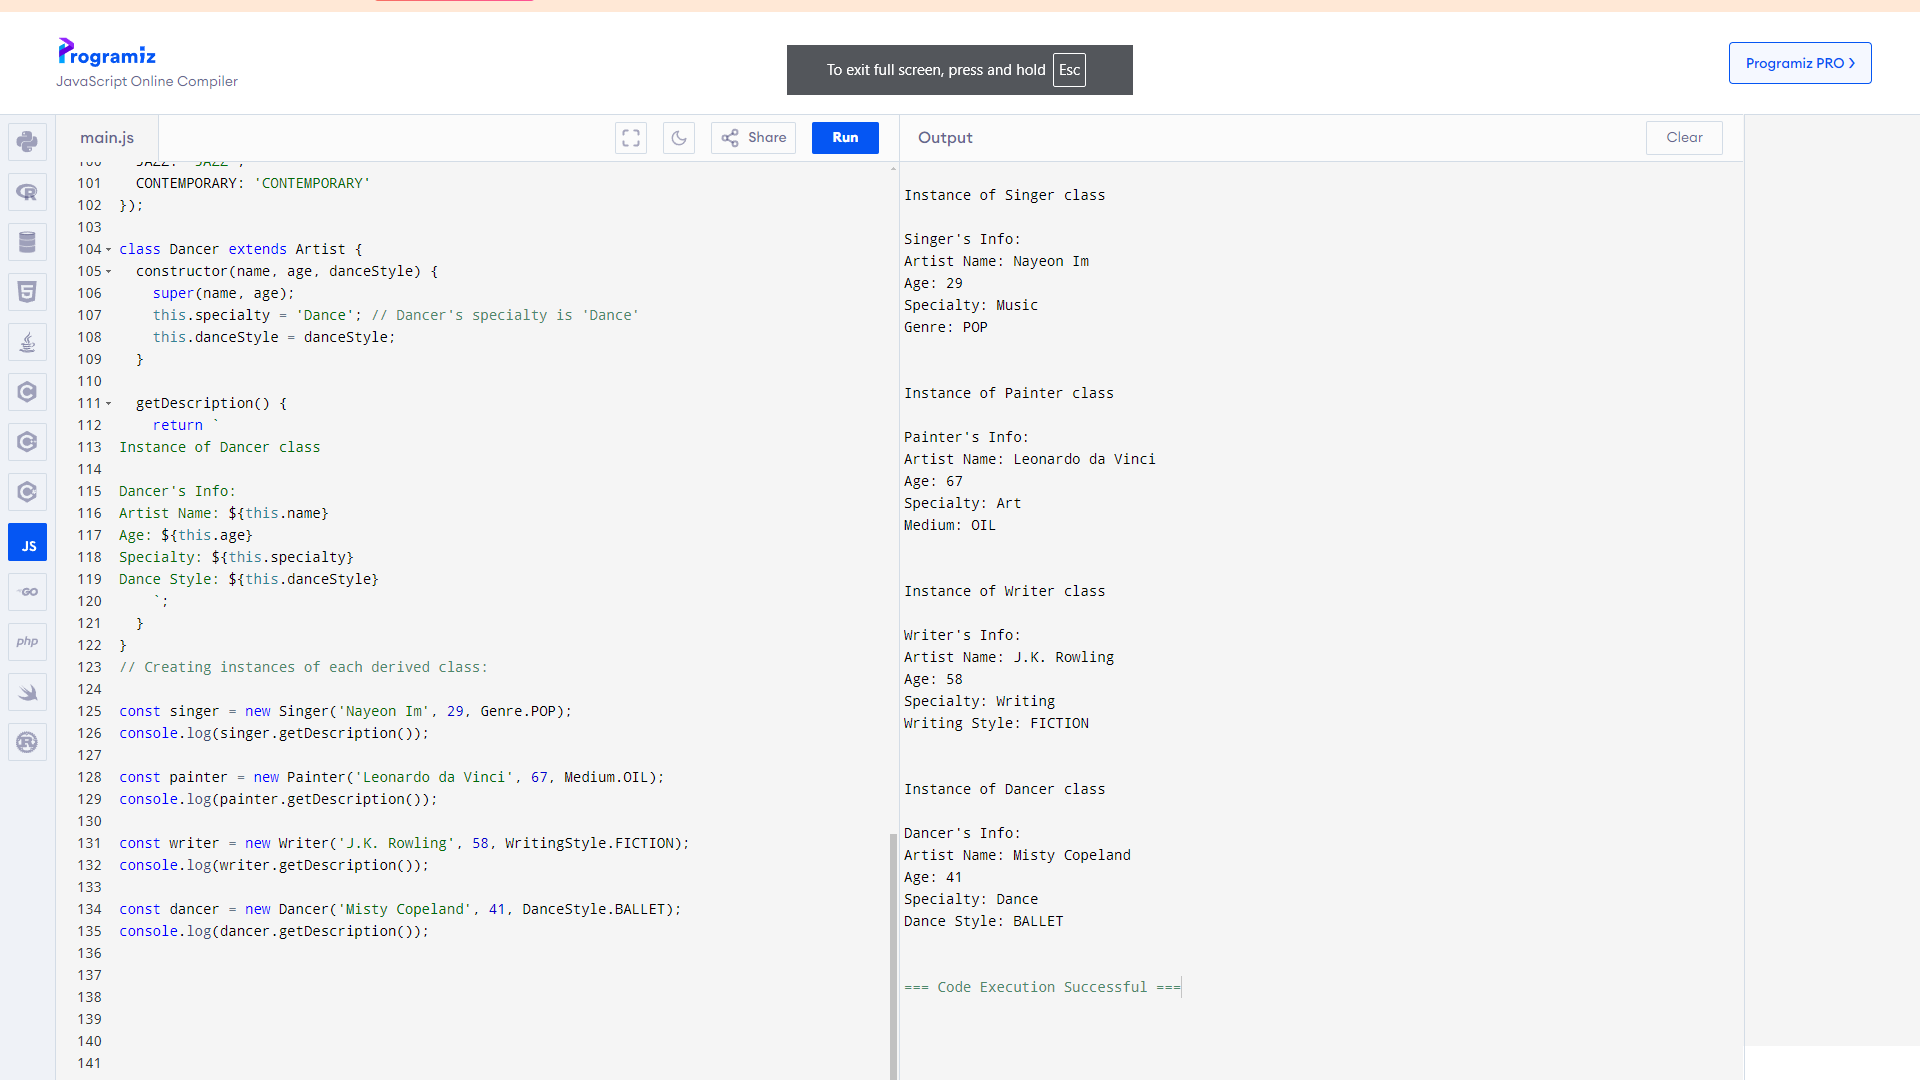 Programiz
JavaScript Online Compiler
To exit full screen, press and hold Esc
Programiz PRO
main.js
Share
Run
Output
Clear
100 JAZZ: 'JAZZ',
101 CONTEMPORARY: 'CONTEMPORARY'
102 });
103
104 class Dancer extends Artist {
105 constructor(name, age, danceStyle) {
106 super(name, age);
107 this.specialty = 'Dance'; // Dancer's specialty is 'Dance'
108 this.danceStyle = danceStyle;
109 }
110
111 getDescription() {
112 return `
113 Instance of Dancer class
114
115 Dancer's Info:
116 Artist Name: ${this.name}
117 Age: ${this.age}
118 Specialty: ${this.specialty}
119 Dance Style: ${this.danceStyle}
120 `;
121 }
122 }
123 // Creating instances of each derived class:
124
125 const singer = new Singer('Nayeon Im', 29, Genre.POP);
126 console.log(singer.getDescription());
127
128 const painter = new Painter('Leonardo da Vinci', 67, Medium.OIL);
129 console.log(painter.getDescription());
130
131 const writer = new Writer('J.K. Rowling', 58, WritingStyle.FICTION);
132 console.log(writer.getDescription());
133
134 const dancer = new Dancer('Misty Copeland', 41, DanceStyle.BALLET);
135 console.log(dancer.getDescription());
136
137
138
139
140
141
Instance of Singer class
Singer's Info:
Artist Name: Nayeon Im
Age: 29
Specialty: Music
Genre: POP
Instance of Painter class
Painter's Info:
Artist Name: Leonardo da Vinci
Age: 67
Specialty: Art
Medium: OIL
Instance of Writer class
Writer's Info:
Artist Name: J.K. Rowling
Age: 58
Specialty: Writing
Writing Style: FICTION
Instance of Dancer class
Dancer's Info:
Artist Name: Misty Copeland
Age: 41
Specialty: Dance
Dance Style: BALLET
=== Code Execution Successful ===
JS
GO
php